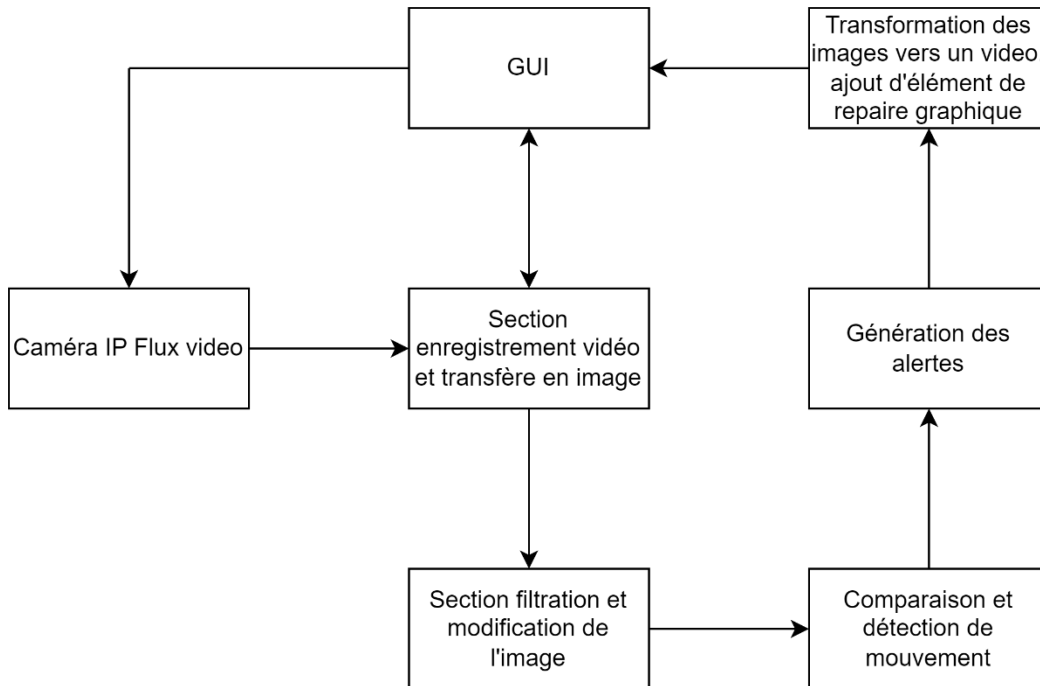 GUI
Transformation des
images vers un video
ajout d'élément de
repaire graphique
Caméra IP Flux video
Section
enregistrement vidéo
et transfère en image
Génération des
alertes
Section filtration et
modification de
l'image
Comparaison et
détection de
mouvement